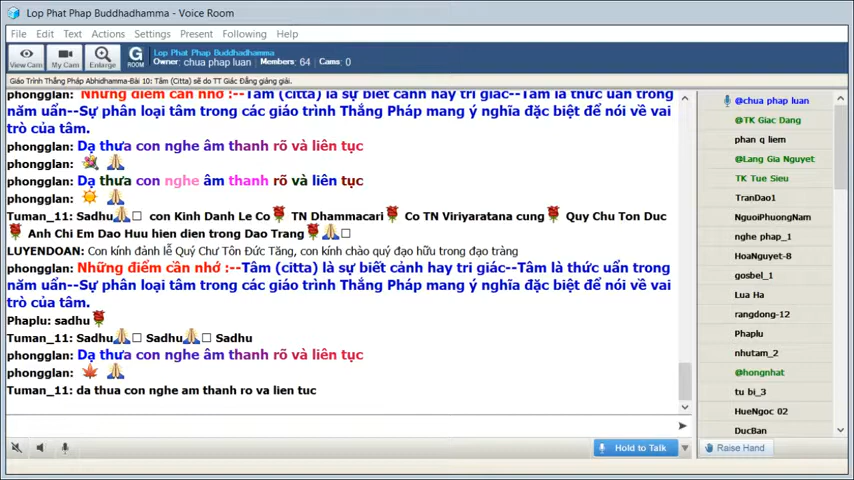 Lop Phat Phap Buddhadhamma - Voice Room
File Edit Text Actions Settings Present Following Help
View Cam My Cam Enlarge G ROOM
Lop Phat Phap Buddhadhamma
Owner: chua phap luan Members: 64 Cams: 0
Giáo Trình Thắng Pháp Abhidhamma-Bài 10: Tâm (Citta) sẽ do TT Giác Đẳng giảng giải.
phongglan: Những điểm cần nhớ :--Tâm (citta) là sự biết cảnh hay tri giác--Tâm là thức uẩn trong
năm uẩn--Sự phân loại tâm trong các giáo trình Thắng Pháp mang ý nghĩa đặc biệt để nói về vai
trò của tâm.
phongglan: Dạ thưa con nghe âm thanh rõ và liên tục
phongglan:
phongglan: Dạ thưa con nghe âm thanh rõ và liên tục
phongglan:
Tuman_11: Sadhu con Kinh Danh Le Co TN Dhammacari Co TN Viriyaratana cung Quy Chu Ton Duc
Anh Chi Em Dao Huu hien dien trong Dao Trang
LUYENDOAN: Con kính đảnh lễ Quý Chư Tôn Đức Tăng, con kính chào quý đạo hữu trong đạo tràng
phongglan: Những điểm cần nhớ :--Tâm (citta) là sự biết cảnh hay tri giác--Tâm là thức uẩn trong
năm uẩn--Sự phân loại tâm trong các giáo trình Thắng Pháp mang ý nghĩa đặc biệt để nói về vai
trò của tâm.
Phaplu: sadhu
Tuman_11: Sadhu Sadhu Sadhu
phongglan: Dạ thưa con nghe âm thanh rõ và liên tục
phongglan:
Tuman_11: da thua con nghe am thanh ro va lien tuc
@chua phap luan
@TK Giac Dang
phan q liem
@Lang Gia Nguyet
TK Tue Sieu
TranDao1
NguoiPhuongNam
nghe phap_1
HoaNguyet-8
gosbel_1
Lua Ha
rangdong-12
Phaplu
nhutam_2
@hongnhat
tu bi_3
HueNgoc 02
DucBan
Hold to Talk
Raise Hand